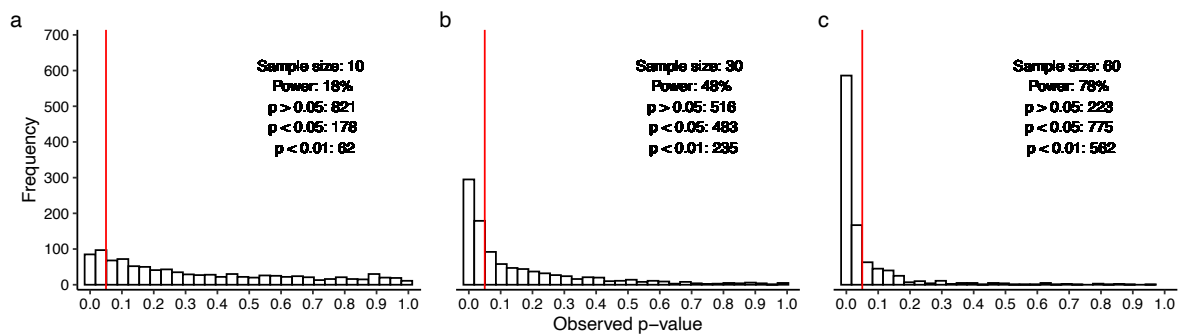 a
b
c
Frequency
700
600
500
400
300
200
100
0
Sample size: 10
Power: 18%
p > 0.05: 821
p < 0.05: 178
p < 0.01: 62
Sample size: 30
Power: 48%
p > 0.05: 516
p < 0.05: 483
p < 0.01: 235
Sample size: 60
Power: 78%
p > 0.05: 223
p < 0.05: 775
p < 0.01: 562
0.0 0.1 0.2 0.3 0.4 0.5 0.6 0.7 0.8 0.9 1.0
0.0 0.1 0.2 0.3 0.4 0.5 0.6 0.7 0.8 0.9 1.0
0.0 0.1 0.2 0.3 0.4 0.5 0.6 0.7 0.8 0.9 1.0
Observed p−value